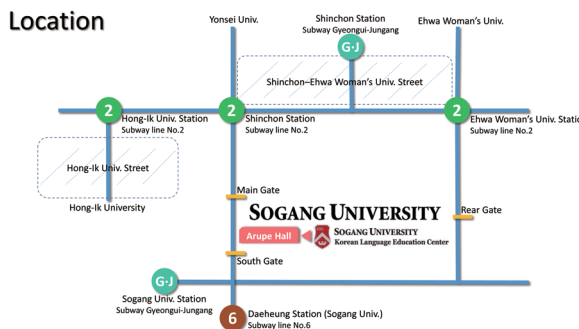 Location
Yonsei Univ.
Shinchon Station
Subway Gyeongui-Jungang
Ehwa Woman's Univ.
G·J
Shinchon–Ehwa Woman's Univ. Street
2
Hong-Ik Univ. Station
Subway line No.2
2
Shinchon Station
Subway line No.2
2
Ehwa Woman's Univ. Statio
Subway line No.2
Hong-Ik Univ. Street
Hong-Ik University
Main Gate
SOGANG UNIVERSITY
Rear Gate
Arupe Hall
SOGANG UNIVERSITY
Korean Language Education Center
South Gate
G·J
Sogang Univ. Station
Subway Gyeongui-Jungang
6
Daeheung Station (Sogang Univ.)
Subway line No.6